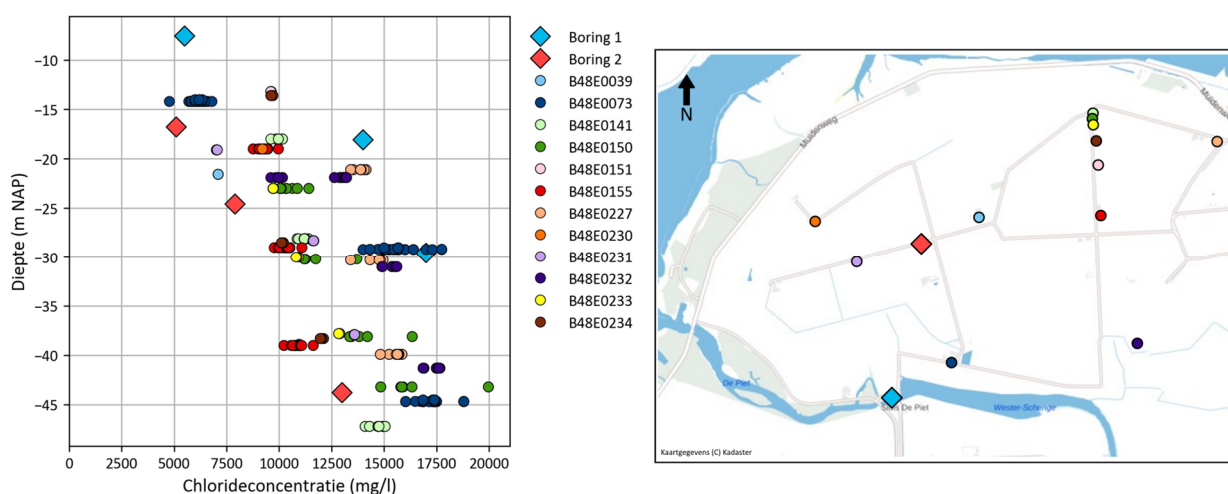 −10
−15
−20
−25
−30
−35
−40
−45
Diepte (m NAP)
0
2500
5000
7500
10000
12500
15000
17500
20000
Chlorideconcentratie (mg/l)
Boring 1
Boring 2
B48E0039
B48E0073
B48E0141
B48E0150
B48E0151
B48E0155
B48E0227
B48E0230
B48E0231
B48E0232
B48E0233
B48E0234
N
Muidenweg
Muidenweg
De Piet
Sluis De Piet
Wester-Schenge
Kaartgegevens (C) Kadaster